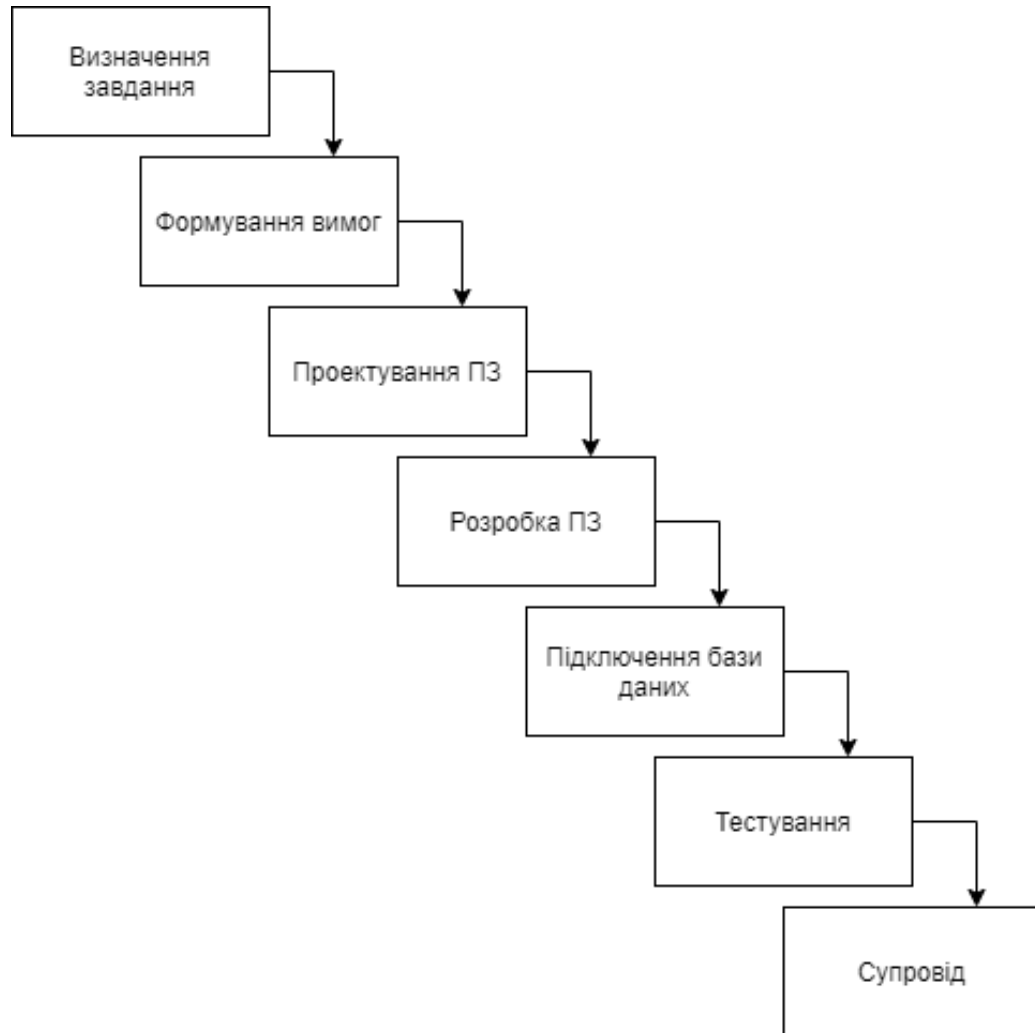 Визначення
завдання
Формування вимог
Проектування ПЗ
Розробка ПЗ
Підключення бази
даних
Тестування
Супровід